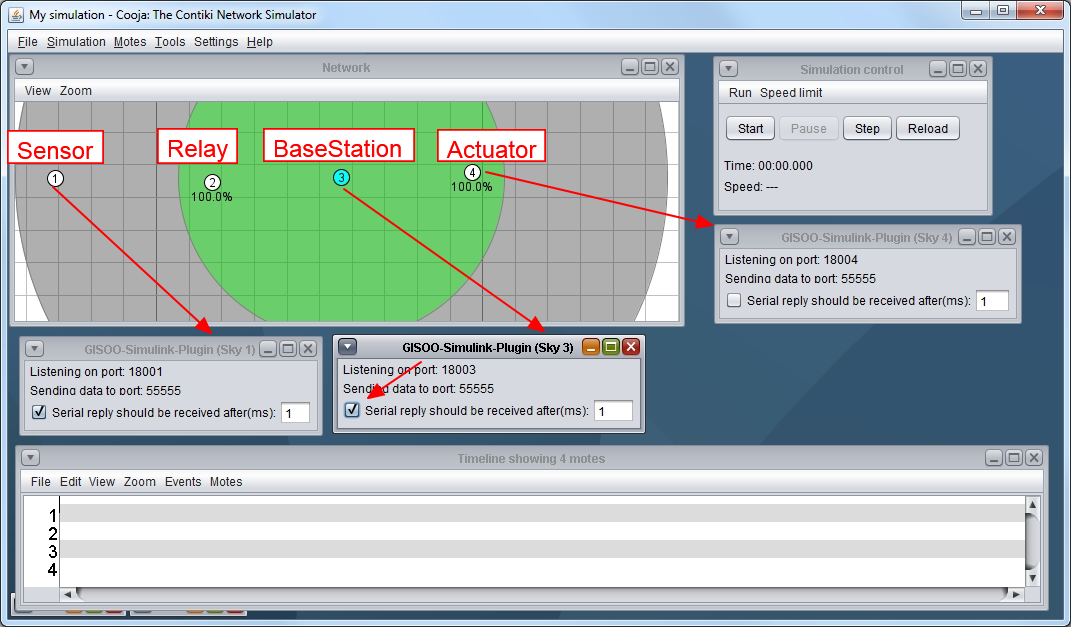 My simulation - Cooja: The Contiki Network Simulator
File Simulation Motes Tools Settings Help
Network
View Zoom
Sensor
Relay
BaseStation
Actuator
1
2
3
4
100.0%
100.0%
Simulation control
Run Speed limit
Start Pause Step Reload
Time: 00:00.000
Speed: ---
GISOO-Simulink-Plugin (Sky 4)
Listening on port: 18004
Sending data to port: 55555
Serial reply should be received after(ms): 1
GISOO-Simulink-Plugin (Sky 1)
Listening on port: 18001
Sending data to port: 55555
Serial reply should be received after(ms): 1
GISOO-Simulink-Plugin (Sky 3)
Listening on port: 18003
Sending data to port: 55555
Serial reply should be received after(ms): 1
Timeline showing 4 motes
File Edit View Zoom Events Motes
1
2
3
4